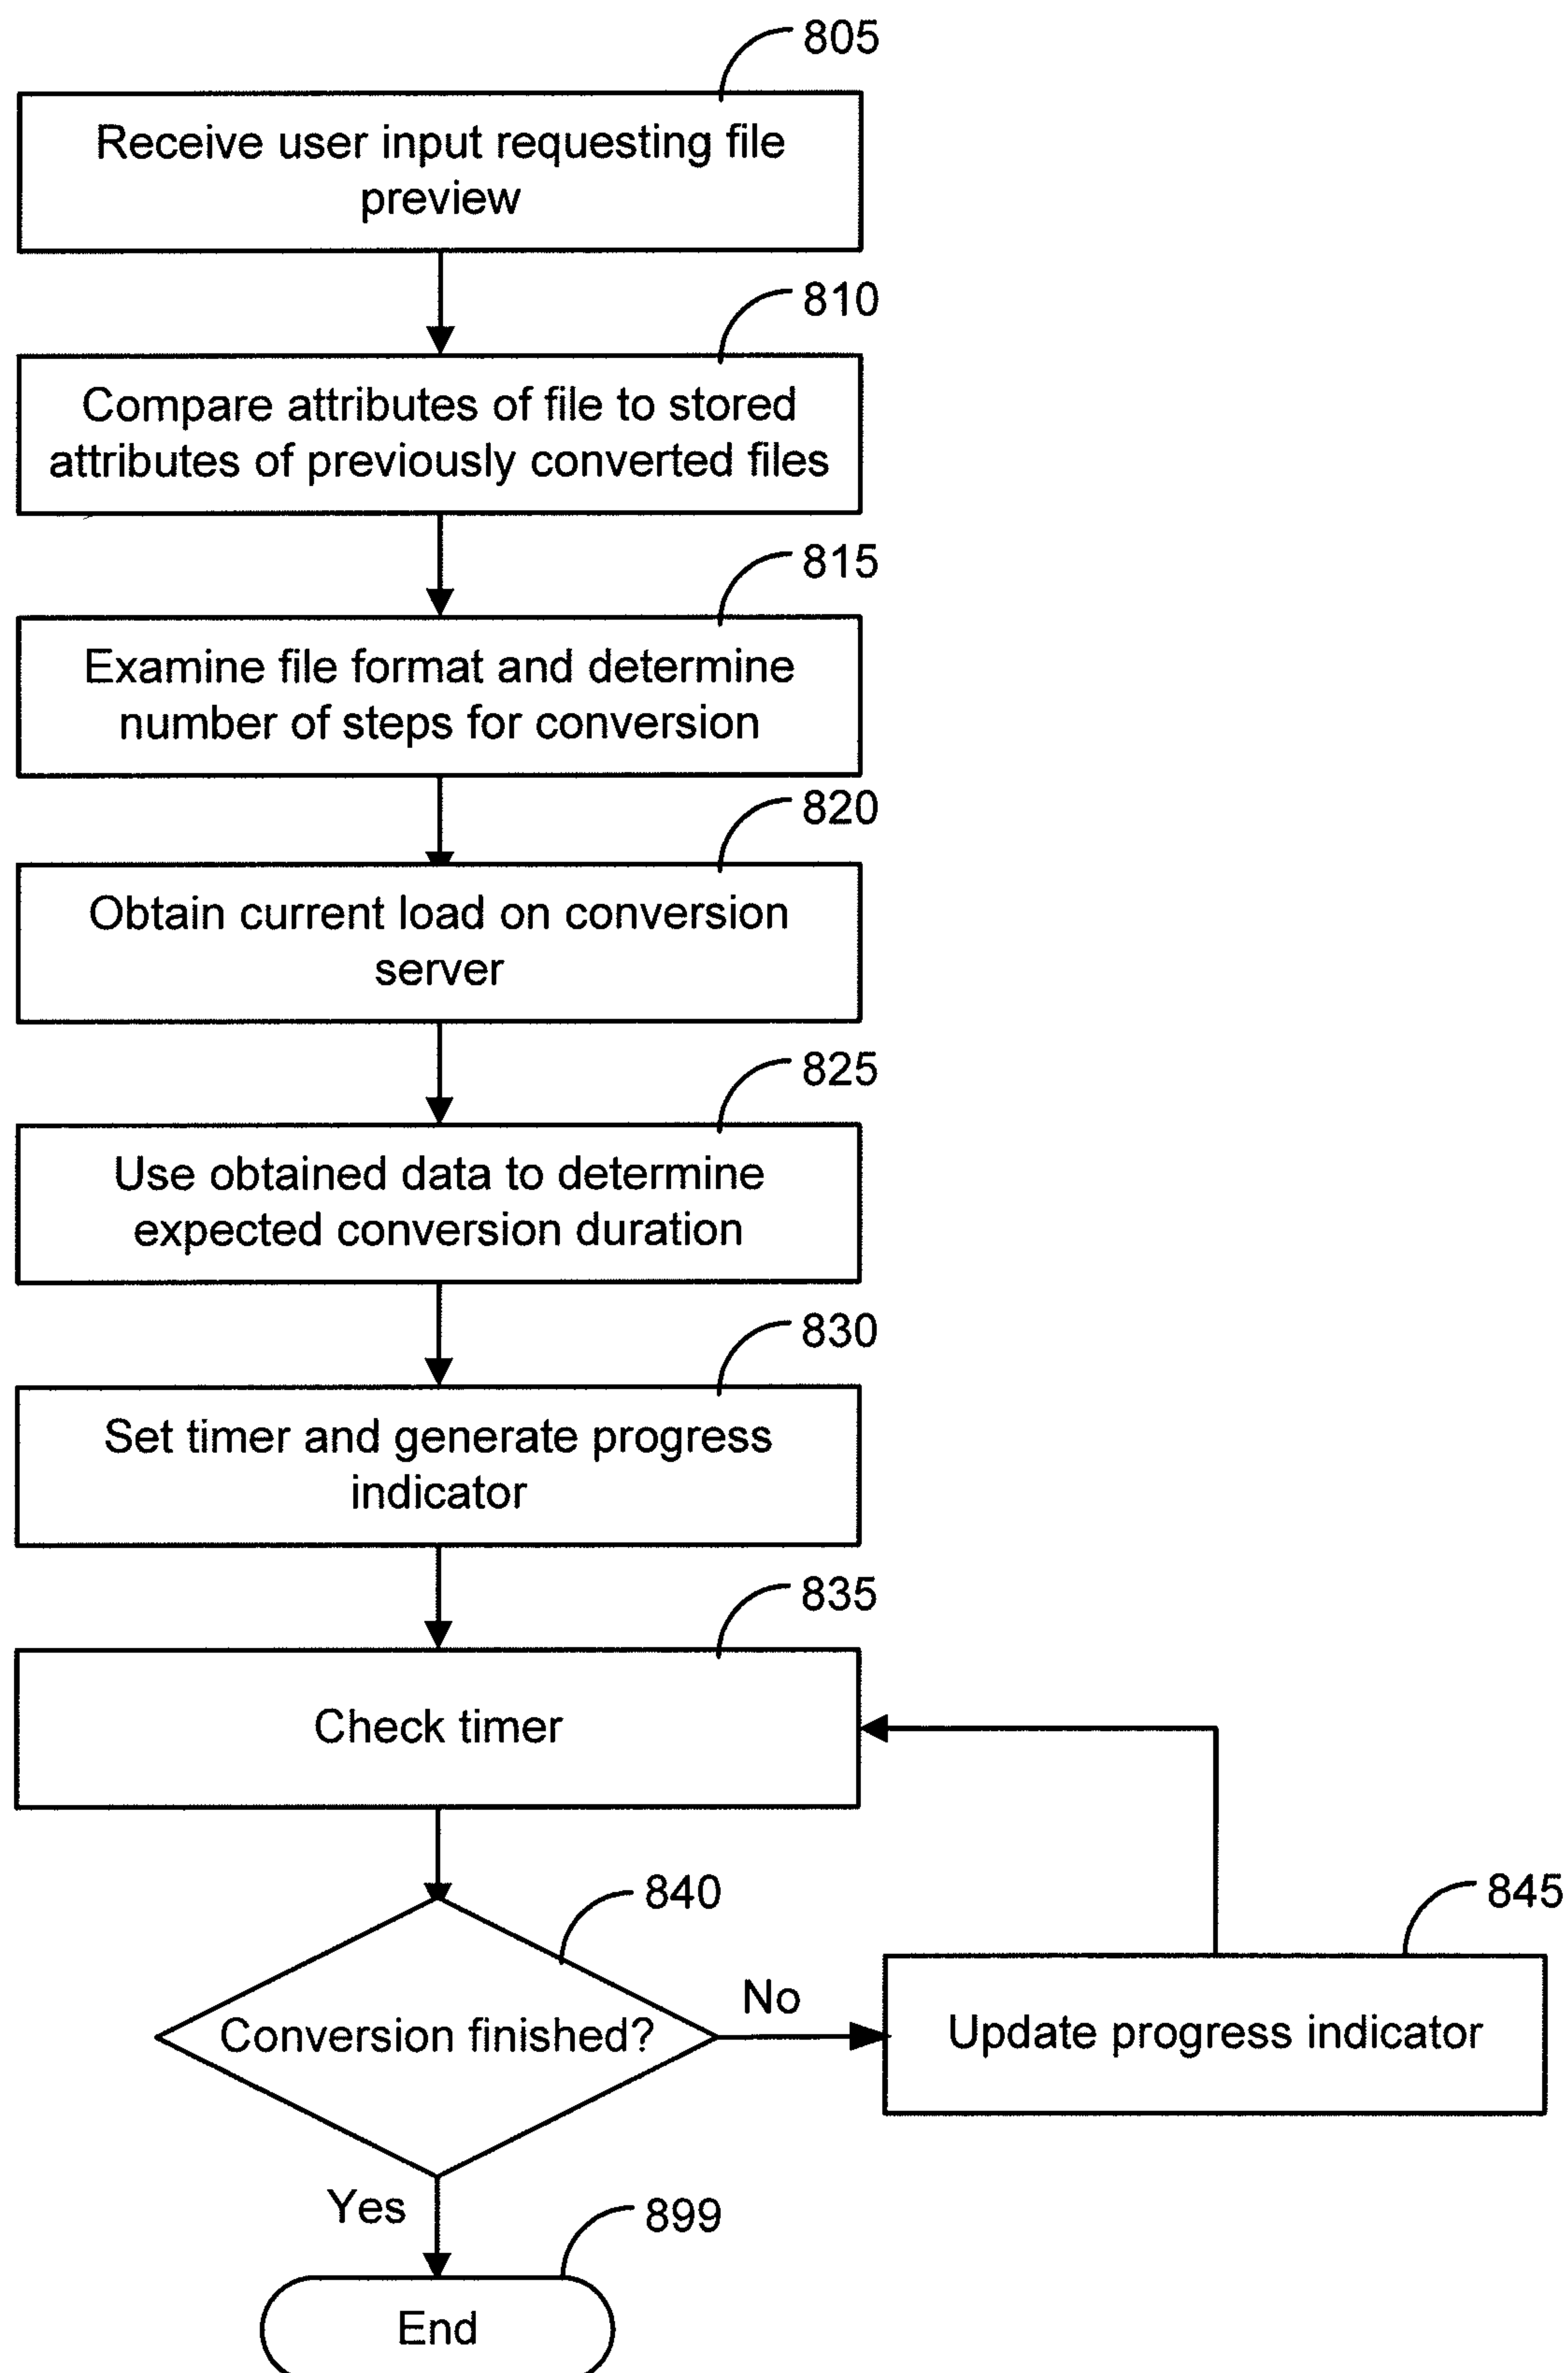 805
Receive user input requesting file
preview
810
Compare attributes of file to stored
attributes of previously converted files
815
Examine file format and determine
number of steps for conversion
820
Obtain current load on conversion
server
825
Use obtained data to determine
expected conversion duration
830
Set timer and generate progress
indicator
835
Check timer
840
Conversion finished?
No
845
Update progress indicator
Yes
899
End